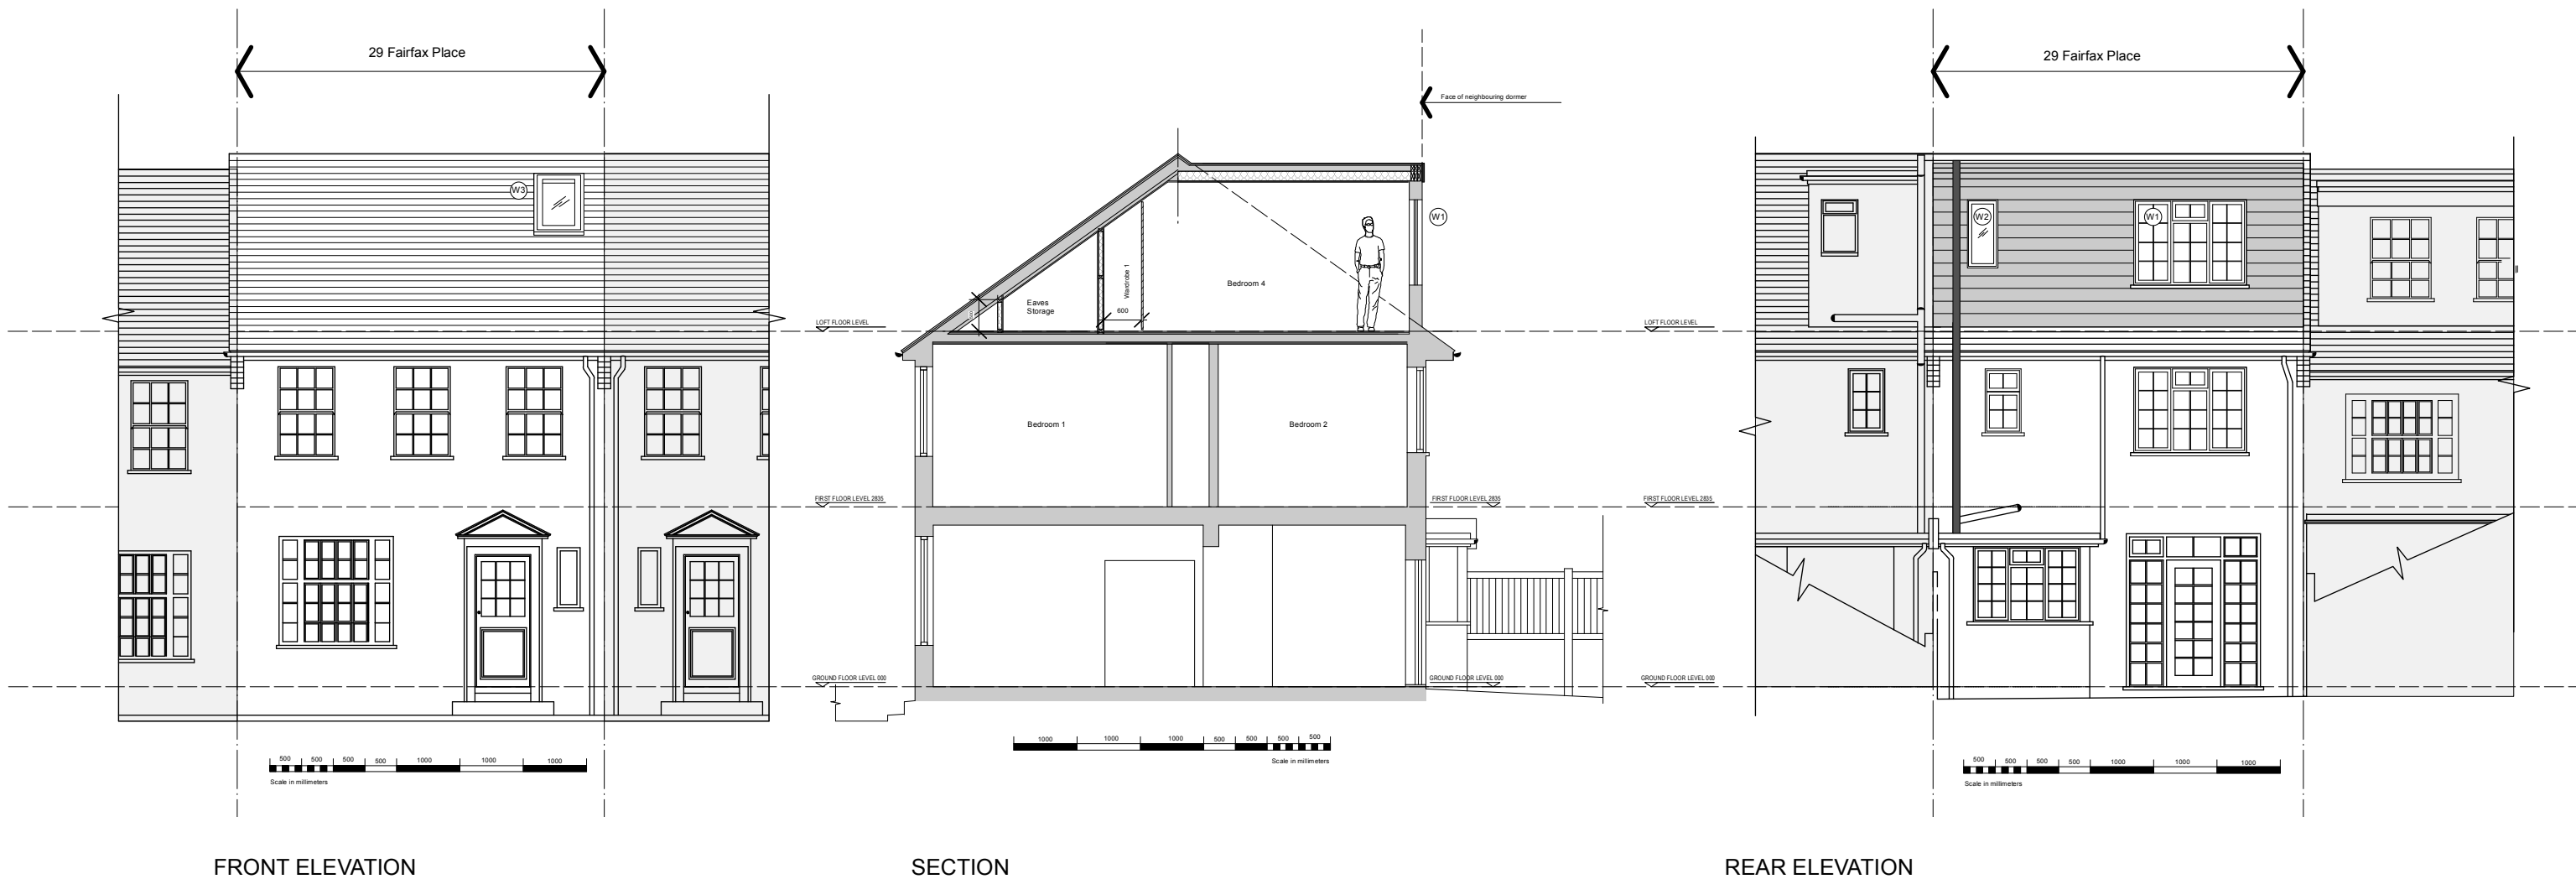 29 Fairfax Place
29 Fairfax Place
Face of neighbouring dormer
W3
W1
W2
W1
Wardrobe 1
Bedroom 4
Eaves
Storage
600
LOFT FLOOR LEVEL
LOFT FLOOR LEVEL
Bedroom 1
Bedroom 2
FIRST FLOOR LEVEL 2835
FIRST FLOOR LEVEL 2835
FIRST FLOOR LEVEL 2835
GROUND FLOOR LEVEL 000
GROUND FLOOR LEVEL 000
GROUND FLOOR LEVEL 000
500 500 500 500 1000 1000 1000
Scale in millimeters
1000 1000 1000 500 500 500 500
Scale in millimeters
500 500 500 500 1000 1000 1000
Scale in millimeters
FRONT ELEVATION
SECTION
REAR ELEVATION